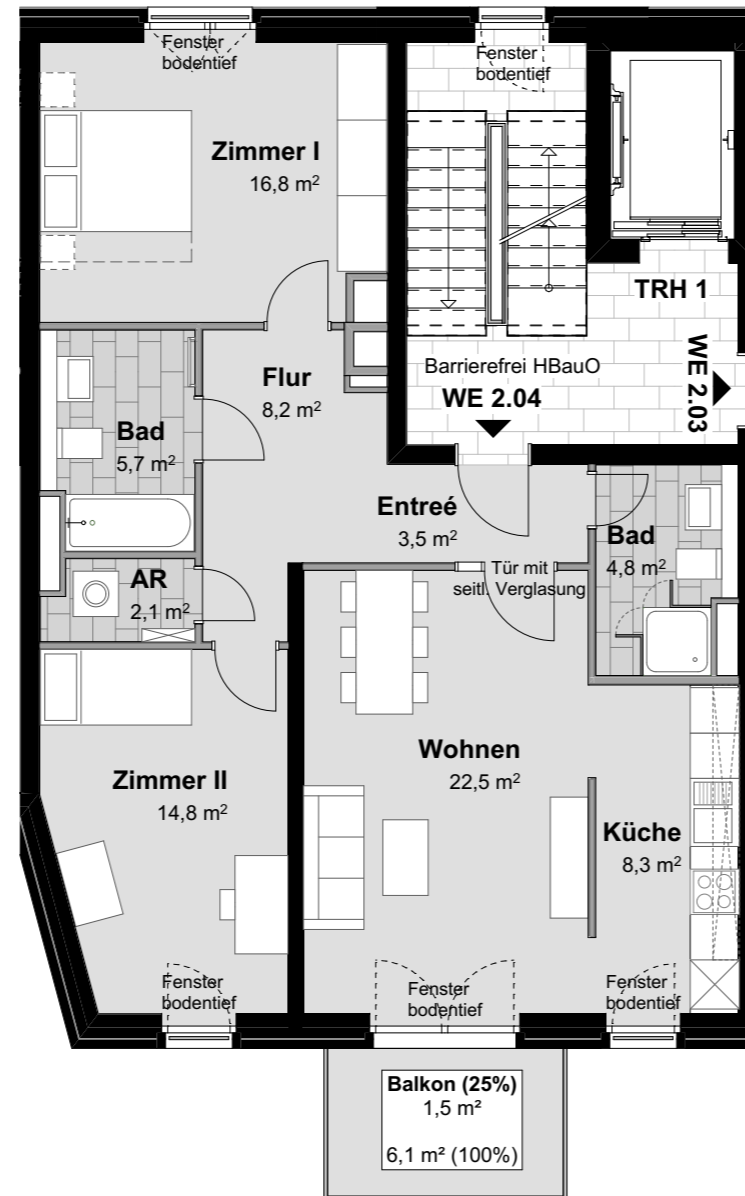 Fenster
bodentief
Fenster
bodentief
Zimmer I
16,8 m²
TRH 1
Barrierefrei HBauO
WE 2.04
WE 2.03
Flur
8,2 m²
Bad
5,7 m²
Entreé
3,5 m²
Bad
4,8 m²
Tür mit
seitl. Verglasung
AR
2,1 m²
Zimmer II
14,8 m²
Wohnen
22,5 m²
Küche
8,3 m²
Fenster
bodentief
Fenster
bodentief
Fenster
bodentief
Balkon (25%)
1,5 m²
6,1 m² (100%)